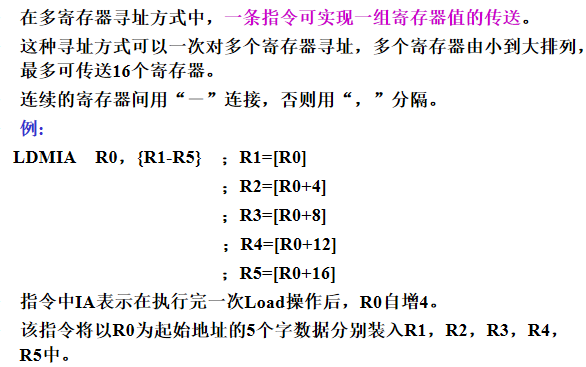 在多寄存器寻址方式中，一条指令可实现一组寄存器值的传送。
这种寻址方式可以一次对多个寄存器寻址，多个寄存器由小到大排列，
最多可传送16个寄存器。
连续的寄存器间用“－”连接，否则用“，”分隔。
例:
LDMIA R0，{R1-R5} ；R1=[R0]
；R2=[R0+4]
；R3=[R0+8]
；R4=[R0+12]
；R5=[R0+16]
指令中IA表示在执行完一次Load操作后，R0自增4。
该指令将以R0为起始地址的5个字数据分别装入R1，R2，R3，R4，
R5中。